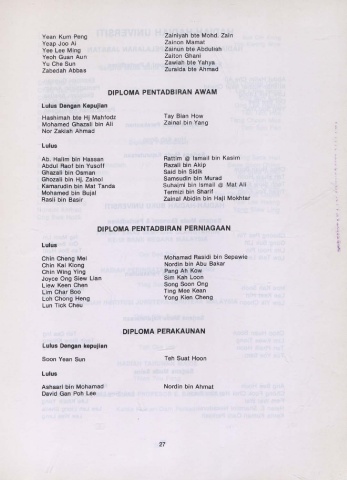 Yean Kum Peng
Yeap Joo Ai
Yee Lee Ming
Yeoh Guan Aun
Yu Che Sun
Zabedah Abbas
Zainiyah bte Mohd. Zain
Zainon Mamat
Zainun bte Abdullah
Zaiton Ghani
Zawiah bte Yahya
Zuraida bte Ahmad
DIPLOMA PENTADBIRAN AWAM
Lulus Dengan Kepujian
Hashimah bte Hj Mahfodz
Mohamed Ghazali bin Ali
Nor Zakiah Ahmad
Tay Bian How
Zainal bin Yang
Lulus
Ab. Halim bin Hassan
Abdul Raof bin Yusoff
Ghazali bin Osman
Ghozali bin Hj. Zainol
Kamarudin bin Mat Tanda
Mohamed bin Bujal
Rasli bin Basir
Rattim @ Ismail bin Kasim
Razali bin Akip
Said bin Sidik
Samsudin bin Murad
Suhaimi bin Ismail @ Mat Ali
Termizi bin Sharif
Zainal Abidin bin Haji Mokhtar
DIPLOMA PENTADBIRAN PERNIAGAAN
Lulus
Chin Cheng Mei
Chin Kai Kiong
Chin Wing Ying
Joyce Ong Siew Lian
Liew Keen Chen
Lim Char Boo
Loh Chong Heng
Lun Tick Cheu
Mohamad Rasidi bin Sepawie
Nordin bin Abu Bakar
Pang Ah Kow
Sim Kah Loon
Song Soon Ong
Ting Mee Kean
Yong Kien Cheng
DIPLOMA PERAKAUNAN
Lulus Dengan kepujian
Soon Yean Sun
Teh Suat Hoon
Lulus
Ashaari bin Mohamad
David Gan Poh Lee
Nordin bin Ahmat
27